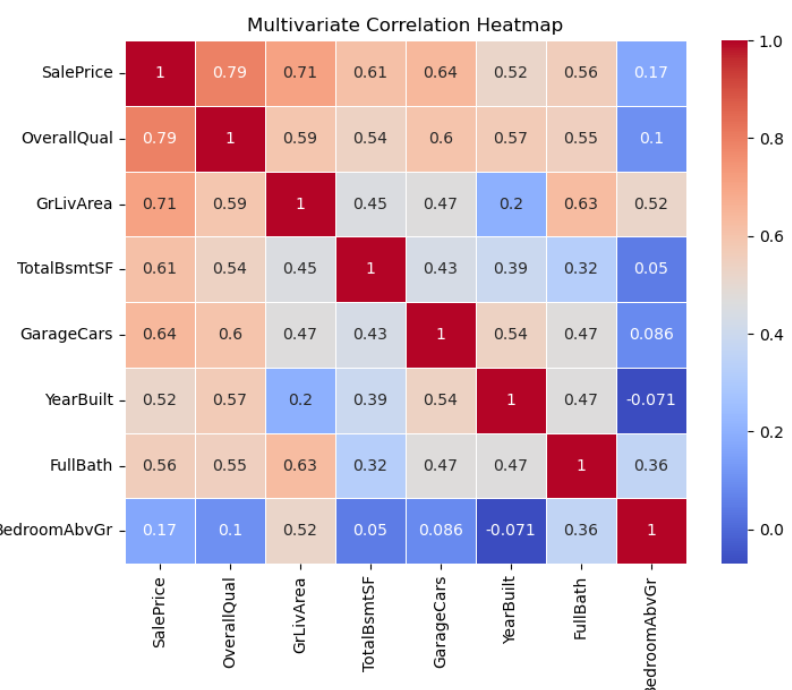 Multivariate Correlation Heatmap
SalePrice 1 0.79 0.71 0.61 0.64 0.52 0.56 0.17
OverallQual 0.79 1 0.59 0.54 0.6 0.57 0.55 0.1
GrLivArea 0.71 0.59 1 0.45 0.47 0.2 0.63 0.52
TotalBsmtSF 0.61 0.54 0.45 1 0.43 0.39 0.32 0.05
GarageCars 0.64 0.6 0.47 0.43 1 0.54 0.47 0.086
YearBuilt 0.52 0.57 0.2 0.39 0.54 1 0.47 -0.071
FullBath 0.56 0.55 0.63 0.32 0.47 0.47 1 0.36
BedroomAbvGr 0.17 0.1 0.52 0.05 0.086 -0.071 0.36 1
SalePrice
OverallQual
GrLivArea
TotalBsmtSF
GarageCars
YearBuilt
FullBath
BedroomAbvGr
1.0
0.8
0.6
0.4
0.2
0.0